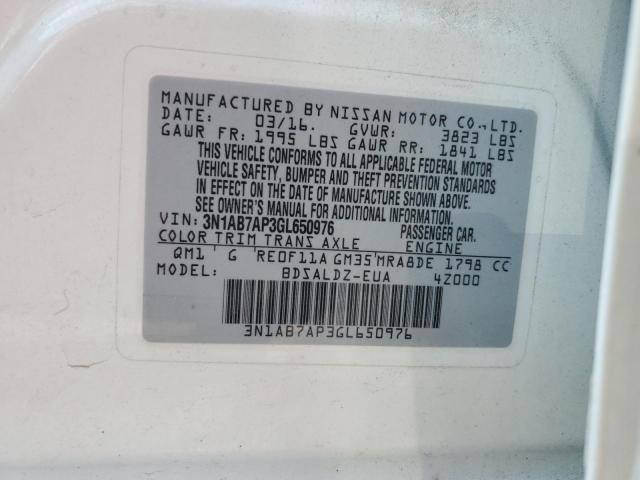 MANUFACTURED BY NISSAN MOTOR CO.,LTD.
DATE: 03/16. GVWR: 3823 LBS
GAWR FR: 1995 LBS GAWR RR: 1841 LBS
THIS VEHICLE CONFORMS TO ALL APPLICABLE FEDERAL MOTOR
VEHICLE SAFETY, BUMPER AND THEFT PREVENTION STANDARDS
IN EFFECT ON THE DATE OF MANUFACTURE SHOWN ABOVE.
SEE OWNER'S MANUAL FOR ADDITIONAL INFORMATION.
VIN: 3N1AB7AP3GL650976 PASSENGER CAR.
COLOR TRIM TRANS AXLE ENGINE
QM1 ' G ' RE0F11A GM35'MRA8DE 1798 CC
MODEL: BDSALDZ-EUA 4Z000
3N1AB7AP3GL650976